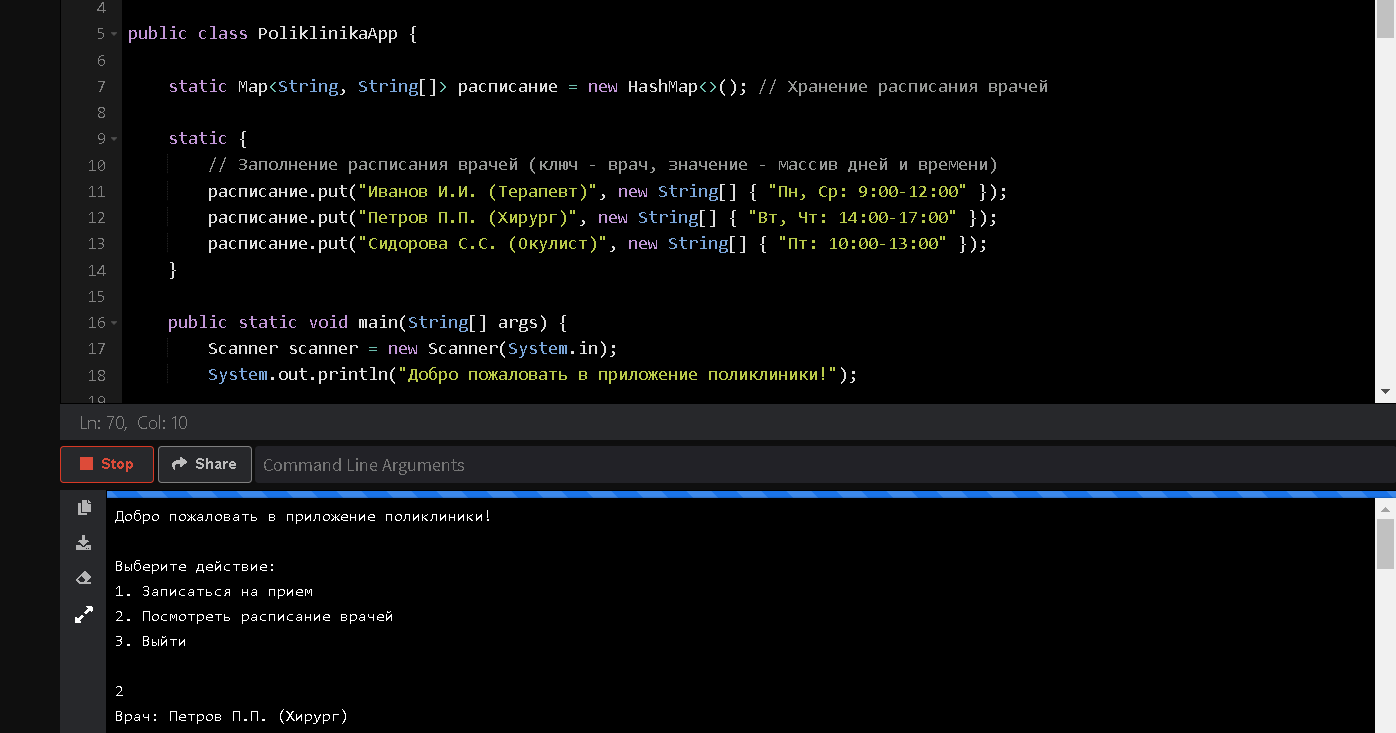 4
5 public class PoliklinikaApp {
6
7 static Map<String, String[]> расписание = new HashMap<>(); // Хранение расписания врачей
8
9 static {
10 // Заполнение расписания врачей (ключ - врач, значение - массив дней и времени)
11 расписание.put("Иванов И.И. (Терапевт)", new String[] { "Пн, Ср: 9:00-12:00" });
12 расписание.put("Петров П.П. (Хирург)", new String[] { "Вт, Чт: 14:00-17:00" });
13 расписание.put("Сидорова С.С. (Окулист)", new String[] { "Пт: 10:00-13:00" });
14 }
15
16 public static void main(String[] args) {
17 Scanner scanner = new Scanner(System.in);
18 System.out.println("Добро пожаловать в приложение поликлиники!");
19
Ln: 70, Col: 10
Stop Share Command Line Arguments
Добро пожаловать в приложение поликлиники!
Выберите действие:
1. Записаться на прием
2. Посмотреть расписание врачей
3. Выйти
2
Врач: Петров П.П. (Хирург)